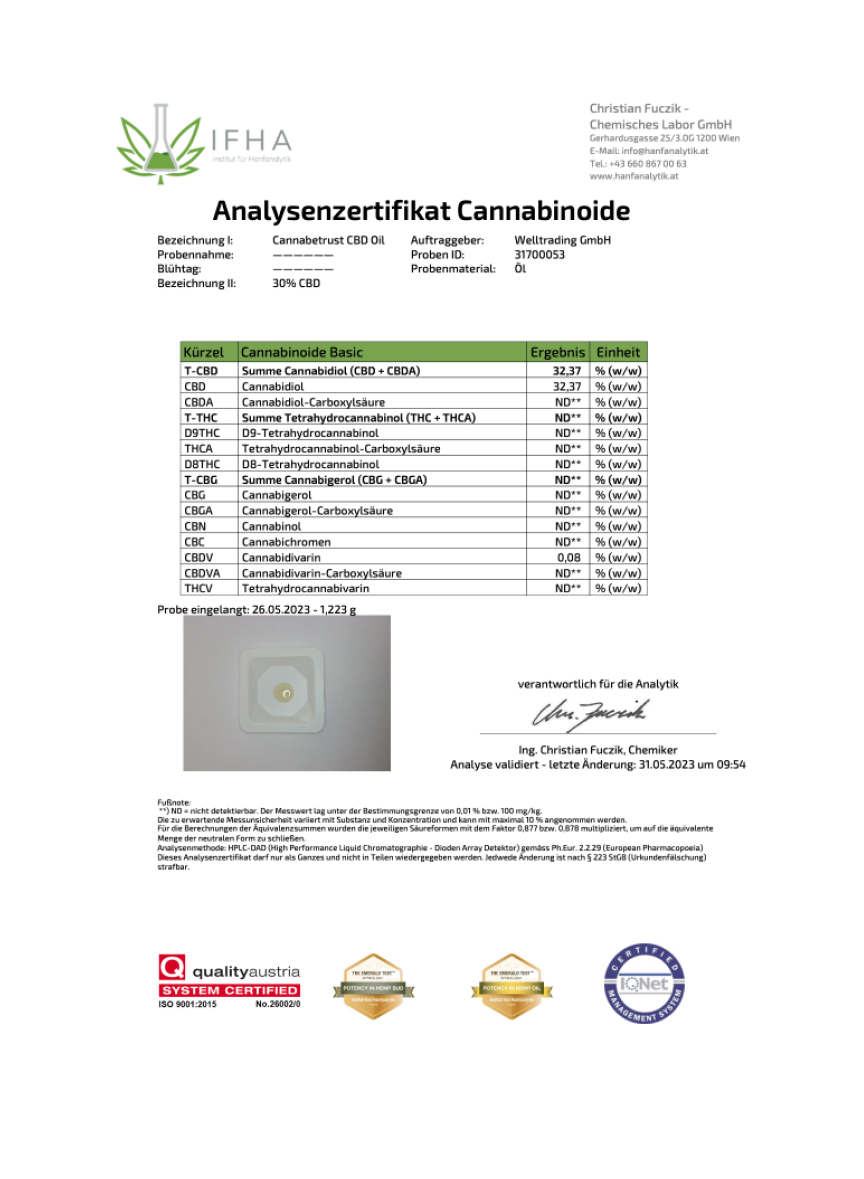 IFHA
Institut für Hanfanalytik
Christian Fuczik -
Chemisches Labor GmbH
Gerhardusgasse 25/3.OG 1200 Wien
E-Mail: info@hanfanalytik.at
Tel.: +43 660 867 00 63
www.hanfanalytik.at
Analysenzertifikat Cannabinoide
Bezeichnung I: Cannabetrust CBD Oil Auftraggeber: Welltrading GmbH
Probennahme: —————— Proben ID: 31700053
Blühtag: —————— Probenmaterial: Öl
Bezeichnung II: 30% CBD
Kürzel Cannabinoide Basic Ergebnis Einheit
T-CBD Summe Cannabidiol (CBD + CBDA) 32,37 % (w/w)
CBD Cannabidiol 32,37 % (w/w)
CBDA Cannabidiol-Carboxylsäure ND** % (w/w)
T-THC Summe Tetrahydrocannabinol (THC + THCA) ND** % (w/w)
D9THC D9-Tetrahydrocannabinol ND** % (w/w)
THCA Tetrahydrocannabinol-Carboxylsäure ND** % (w/w)
D8THC D8-Tetrahydrocannabinol ND** % (w/w)
T-CBG Summe Cannabigerol (CBG + CBGA) ND** % (w/w)
CBG Cannabigerol ND** % (w/w)
CBGA Cannabigerol-Carboxylsäure ND** % (w/w)
CBN Cannabinol ND** % (w/w)
CBC Cannabichromen ND** % (w/w)
CBDV Cannabidivarin 0,08 % (w/w)
CBDVA Cannabidivarin-Carboxylsäure ND** % (w/w)
THCV Tetrahydrocannabivarin ND** % (w/w)
Probe eingelangt: 26.05.2023 - 1,223 g
verantwortlich für die Analytik
Ing. Christian Fuczik, Chemiker
Analyse validiert - letzte Änderung: 31.05.2023 um 09:54
Fußnote:
**) ND = nicht detektierbar. Der Messwert lag unter der Bestimmungsgrenze von 0,01 % bzw. 100 mg/kg.
Die zu erwartende Messunsicherheit variiert mit Substanz und Konzentration und kann mit maximal 10 % angenommen werden.
Für die Berechnungen der Äquivalenzsummen wurden die jeweiligen Säureformen mit dem Faktor 0,877 bzw. 0,878 multipliziert, um auf die äquivalente
Menge der neutralen Form zu schließen.
Analysenmethode: HPLC-DAD (High Performance Liquid Chromatographie - Dioden Array Detektor) gemäss Ph.Eur. 2.2.29 (European Pharmacopoeia)
Dieses Analysenzertifikat darf nur als Ganzes und nicht in Teilen wiedergegeben werden. Jedwede Änderung ist nach § 223 StGB (Urkundenfälschung)
strafbar.
Q qualityaustria
SYSTEM CERTIFIED
ISO 9001:2015 No.26002/0
THE EMERALD TEST™
POTENCY IN HEMP BUD
THE EMERALD TEST™
POTENCY IN HEMP OIL
CERTIFIED
IQNet
MANAGEMENT SYSTEM